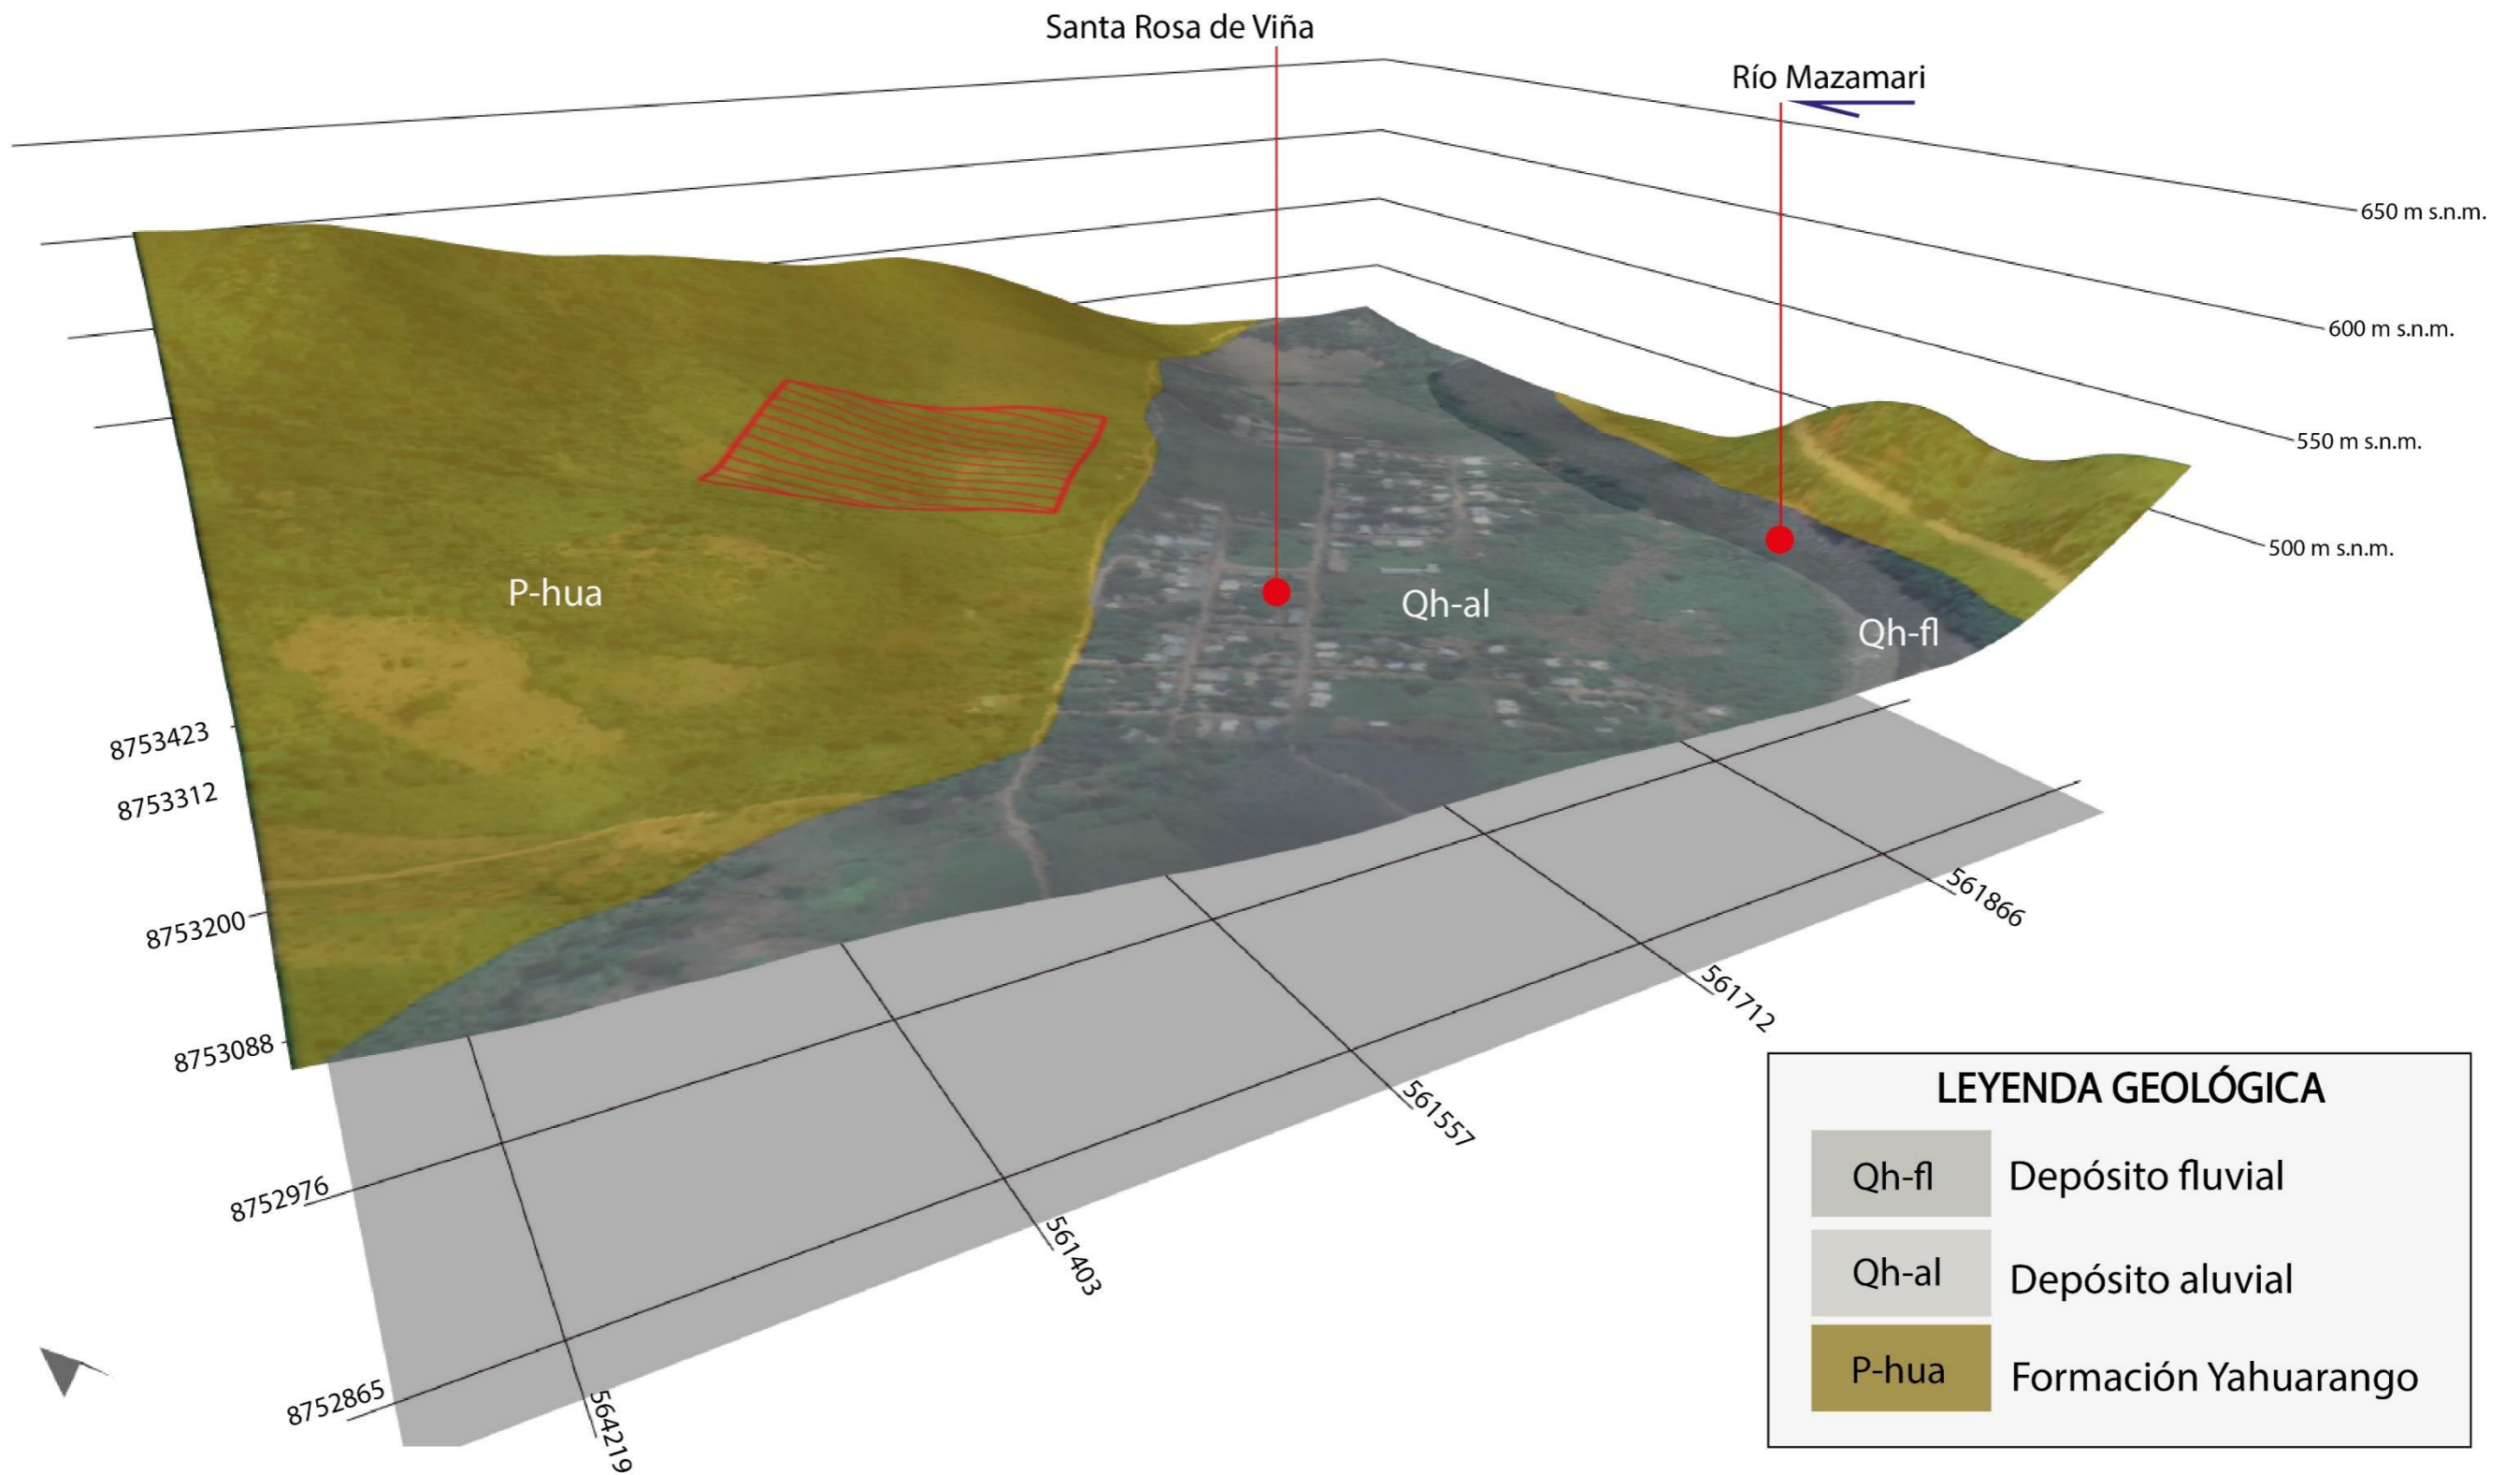 Santa Rosa de Viña
Río Mazamari
650 m s.n.m.
600 m s.n.m.
550 m s.n.m.
500 m s.n.m.
P-hua
Qh-al
Qh-fl
8753423
8753312
8753200
8753088
8752976
8752865
564219
561403
561557
561712
561866
LEYENDA GEOLÓGICA
Qh-fl Depósito fluvial
Qh-al Depósito aluvial
P-hua Formación Yahuarango